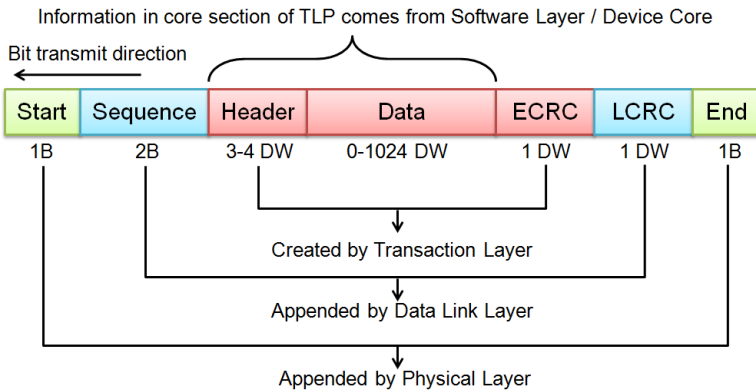 Information in core section of TLP comes from Software Layer / Device Core
Bit transmit direction
Start Sequence Header Data ECRC LCRC End
1B 2B 3-4 DW 0-1024 DW 1 DW 1 DW 1B
Created by Transaction Layer
Appended by Data Link Layer
Appended by Physical Layer